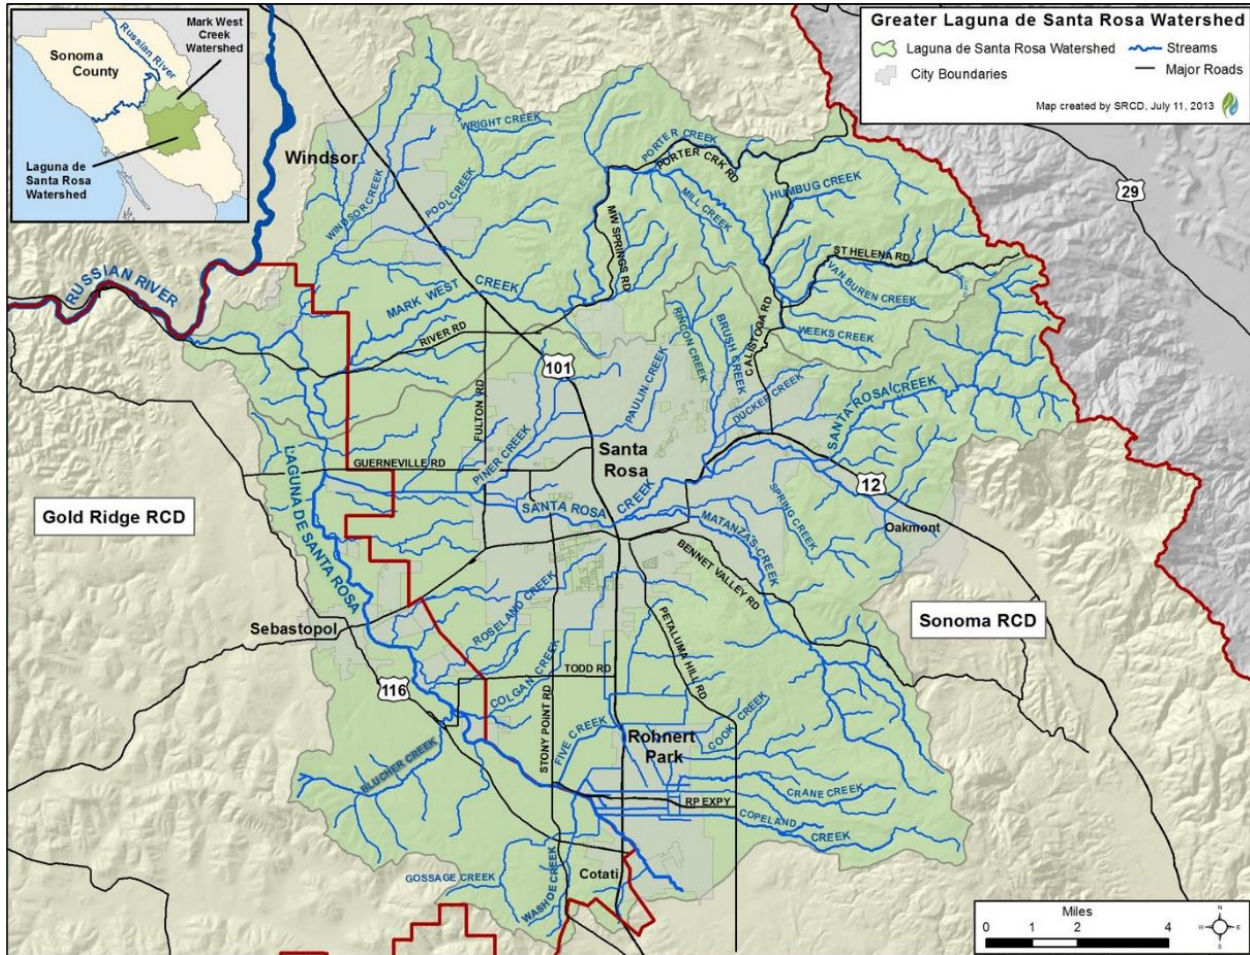 Greater Laguna de Santa Rosa Watershed
Laguna de Santa Rosa Watershed
Streams
City Boundaries
Major Roads
Map created by SRCD, July 11, 2013
Mark West
Creek
Watershed
Russian River
Sonoma
County
Laguna de
Santa Rosa
Watershed
29
WRIGHT CREEK
Windsor
WINDSOR CREEK
POOL CREEK
PORTER CREEK
PORTER CRK RD
MILL CREEK
HUMBUG CREEK
MW SPRINGS RD
ST HELENA RD
VAN BUREN CREEK
WEEKS CREEK
RUSSIAN RIVER
MARK WEST
CREEK
RIVER RD
101
FULTON RD
PAULIN CREEK
RINCON CREEK
BRUSH CREEK
CALISTOGA RD
DUCKER CREEK
SANTA ROSA CREEK
Santa
Rosa
GUERNEVILLE RD
PINER CREEK
LAGUNA DE SANTA ROSA
SANTA ROSA
CREEK
12
SPRING CREEK
MATANZAS CREEK
Oakmont
Gold Ridge RCD
BENNET VALLEY RD
Sonoma RCD
Sebastopol
ROSELAND CREEK
PETALUMA HILL RD
TODD RD
COLGAN CREEK
116
STONY POINT RD
FIVE CREEK
COOK CREEK
Rohnert
Park
BLUCHER CREEK
CRANE CREEK
RP EXPY
COPELAND
CREEK
GOSSAGE CREEK
WASHOE CREEK
Cotati
Miles
0 1 2 4
N
W E
S